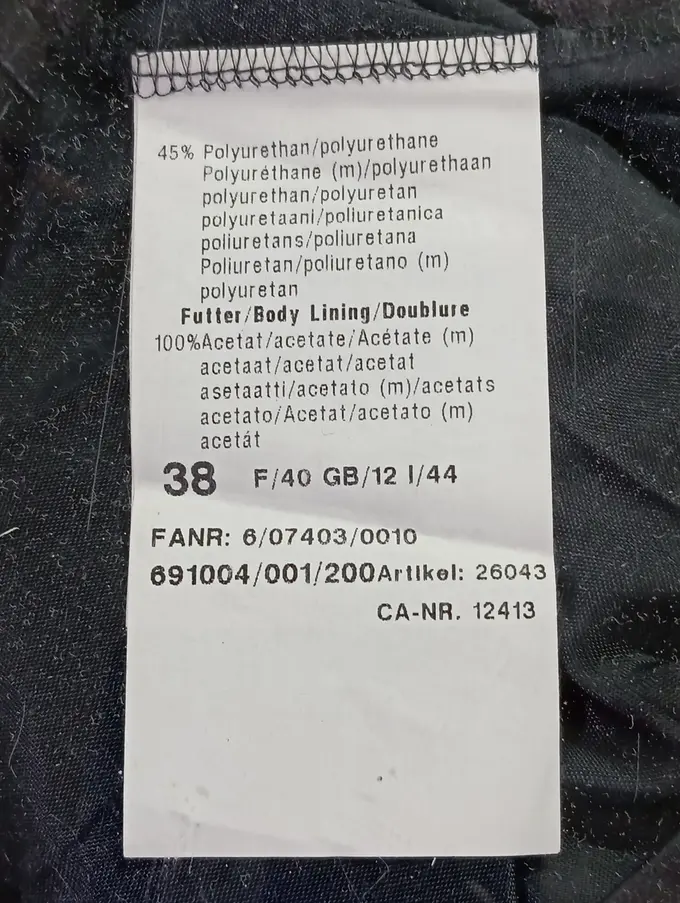 45% Polyurethan/polyurethane
Polyuréthane (m)/polyurethaan
polyurethan/polyuretan
polyuretaani/poliuretanica
poliuretans/poliuretana
Poliuretan/poliuretano (m)
polyuretan
Futter/Body Lining/Doublure
100%Acetat/acetate/Acétate (m)
acetaat/acetat/acetat
asetaatti/acetato (m)/acetats
acetato/Acetat/acetato (m)
acetát
38 F/40 GB/12 I/44
FANR: 6/07403/0010
691004/001/200Artikel: 26043
CA-NR. 12413